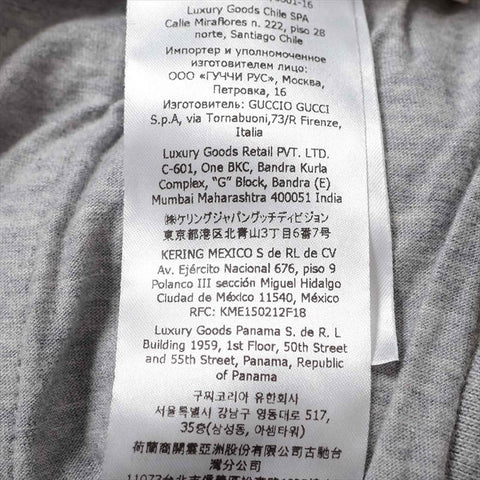 Luxury Goods Chile SPA
Calle Miraflores n. 222, piso 28
norte, Santiago Chile
Импортер и уполномоченное
изготовителем лицо:
ООО «ГУЧЧИ РУС», Москва,
Петровка, 16
Изготовитель: GUCCIO GUCCI
S.p.A, via Tornabuoni,73/R Firenze,
Italia
Luxury Goods Retail PVT. LTD.
C-601, One BKC, Bandra Kurla
Complex, “G” Block, Bandra (E)
Mumbai Maharashtra 400051 India
㈱ケリングジャパングッチディビジョン
東京都港区北青山3丁目6番7号
KERING MEXICO S de RL de CV
Av. Ejército Nacional 676, piso 9
Polanco III sección Miguel Hidalgo
Ciudad de México 11540, México
RFC: KME150212F18
Luxury Goods Panama S. de R. L
Building 1959, 1st Floor, 50th Street
and 55th Street, Panama, Republic
of Panama
구찌코리아 유한회사
서울특별시 강남구 영동대로 517,
35층(삼성동, 아셈타워)
荷蘭商開雲亞洲股份有限公司古馳台
灣分公司